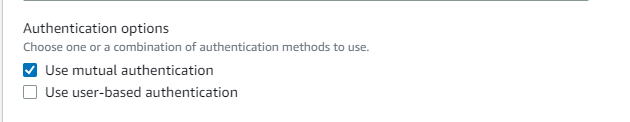 Authentication options
Choose one or a combination of authentication methods to use.
Use mutual authentication
Use user-based authentication